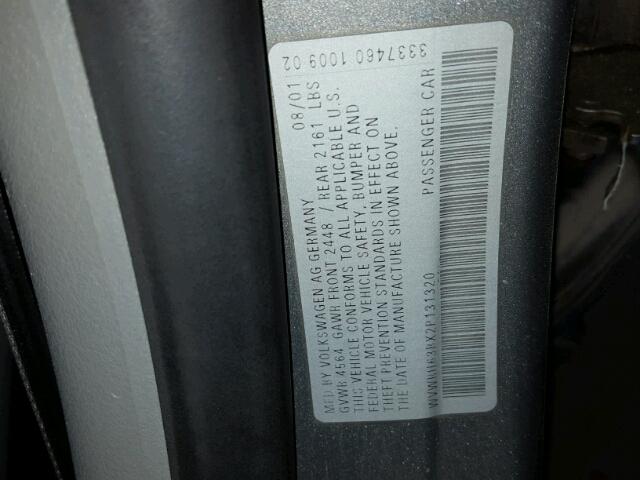 3337460 1009 02
08/01
MFD BY VOLKSWAGEN AG GERMANY
GVWR 4564 GAWR FRONT 2448 / REAR 2161 LBS
THIS VEHICLE CONFORMS TO ALL APPLICABLE U.S.
FEDERAL MOTOR VEHICLE SAFETY, BUMPER AND
THEFT PREVENTION STANDARDS IN EFFECT ON
THE DATE OF MANUFACTURE SHOWN ABOVE.
PASSENGER CAR